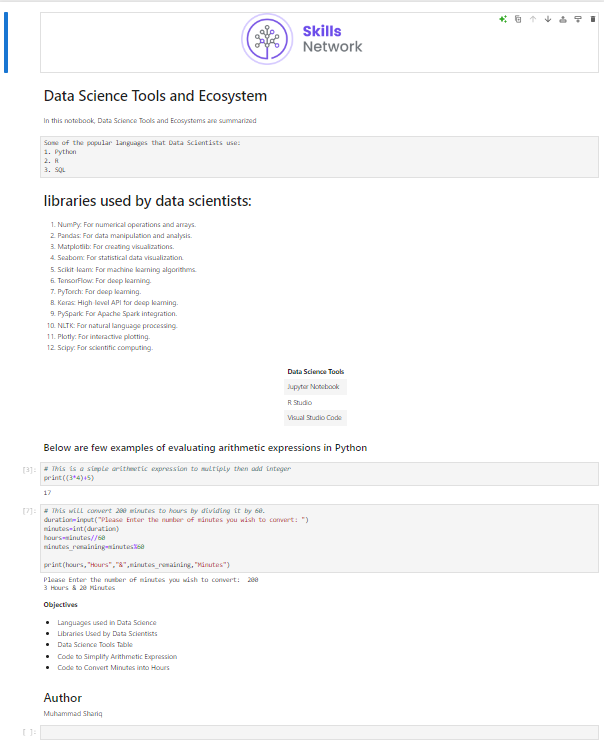 Skills
Network
Data Science Tools and Ecosystem
In this notebook, Data Science Tools and Ecosystems are summarized
Some of the popular languages that Data Scientists use:
1. Python
2. R
3. SQL
libraries used by data scientists:
1. NumPy: For numerical operations and arrays.
2. Pandas: For data manipulation and analysis.
3. Matplotlib: For creating visualizations.
4. Seaborn: For statistical data visualization.
5. Scikit-learn: For machine learning algorithms.
6. TensorFlow: For deep learning.
7. PyTorch: For deep learning.
8. Keras: High-level API for deep learning.
9. PySpark: For Apache Spark integration.
10. NLTK: For natural language processing.
11. Plotly: For interactive plotting.
12. Scipy: For scientific computing.
Data Science Tools
Jupyter Notebook
R Studio
Visual Studio Code
Below are few examples of evaluating arithmetic expressions in Python
[3]: # This is a simple arithmetic expression to multiply then add integer
print((3*4)+5)
17
[7]: # This will convert 200 minutes to hours by dividing it by 60.
duration=input("Please Enter the number of minutes you wish to convert: ")
minutes=int(duration)
hours=minutes//60
minutes_remaining=minutes%60
print(hours,"Hours","&",minutes_remaining,"Minutes")
Please Enter the number of minutes you wish to convert:  200
3 Hours & 20 Minutes
Objectives
• Languages used in Data Science
• Libraries Used by Data Scientists
• Data Science Tools Table
• Code to Simplify Arithmetic Expression
• Code to Convert Minutes into Hours
Author
Muhammad Shariq
[ ]: